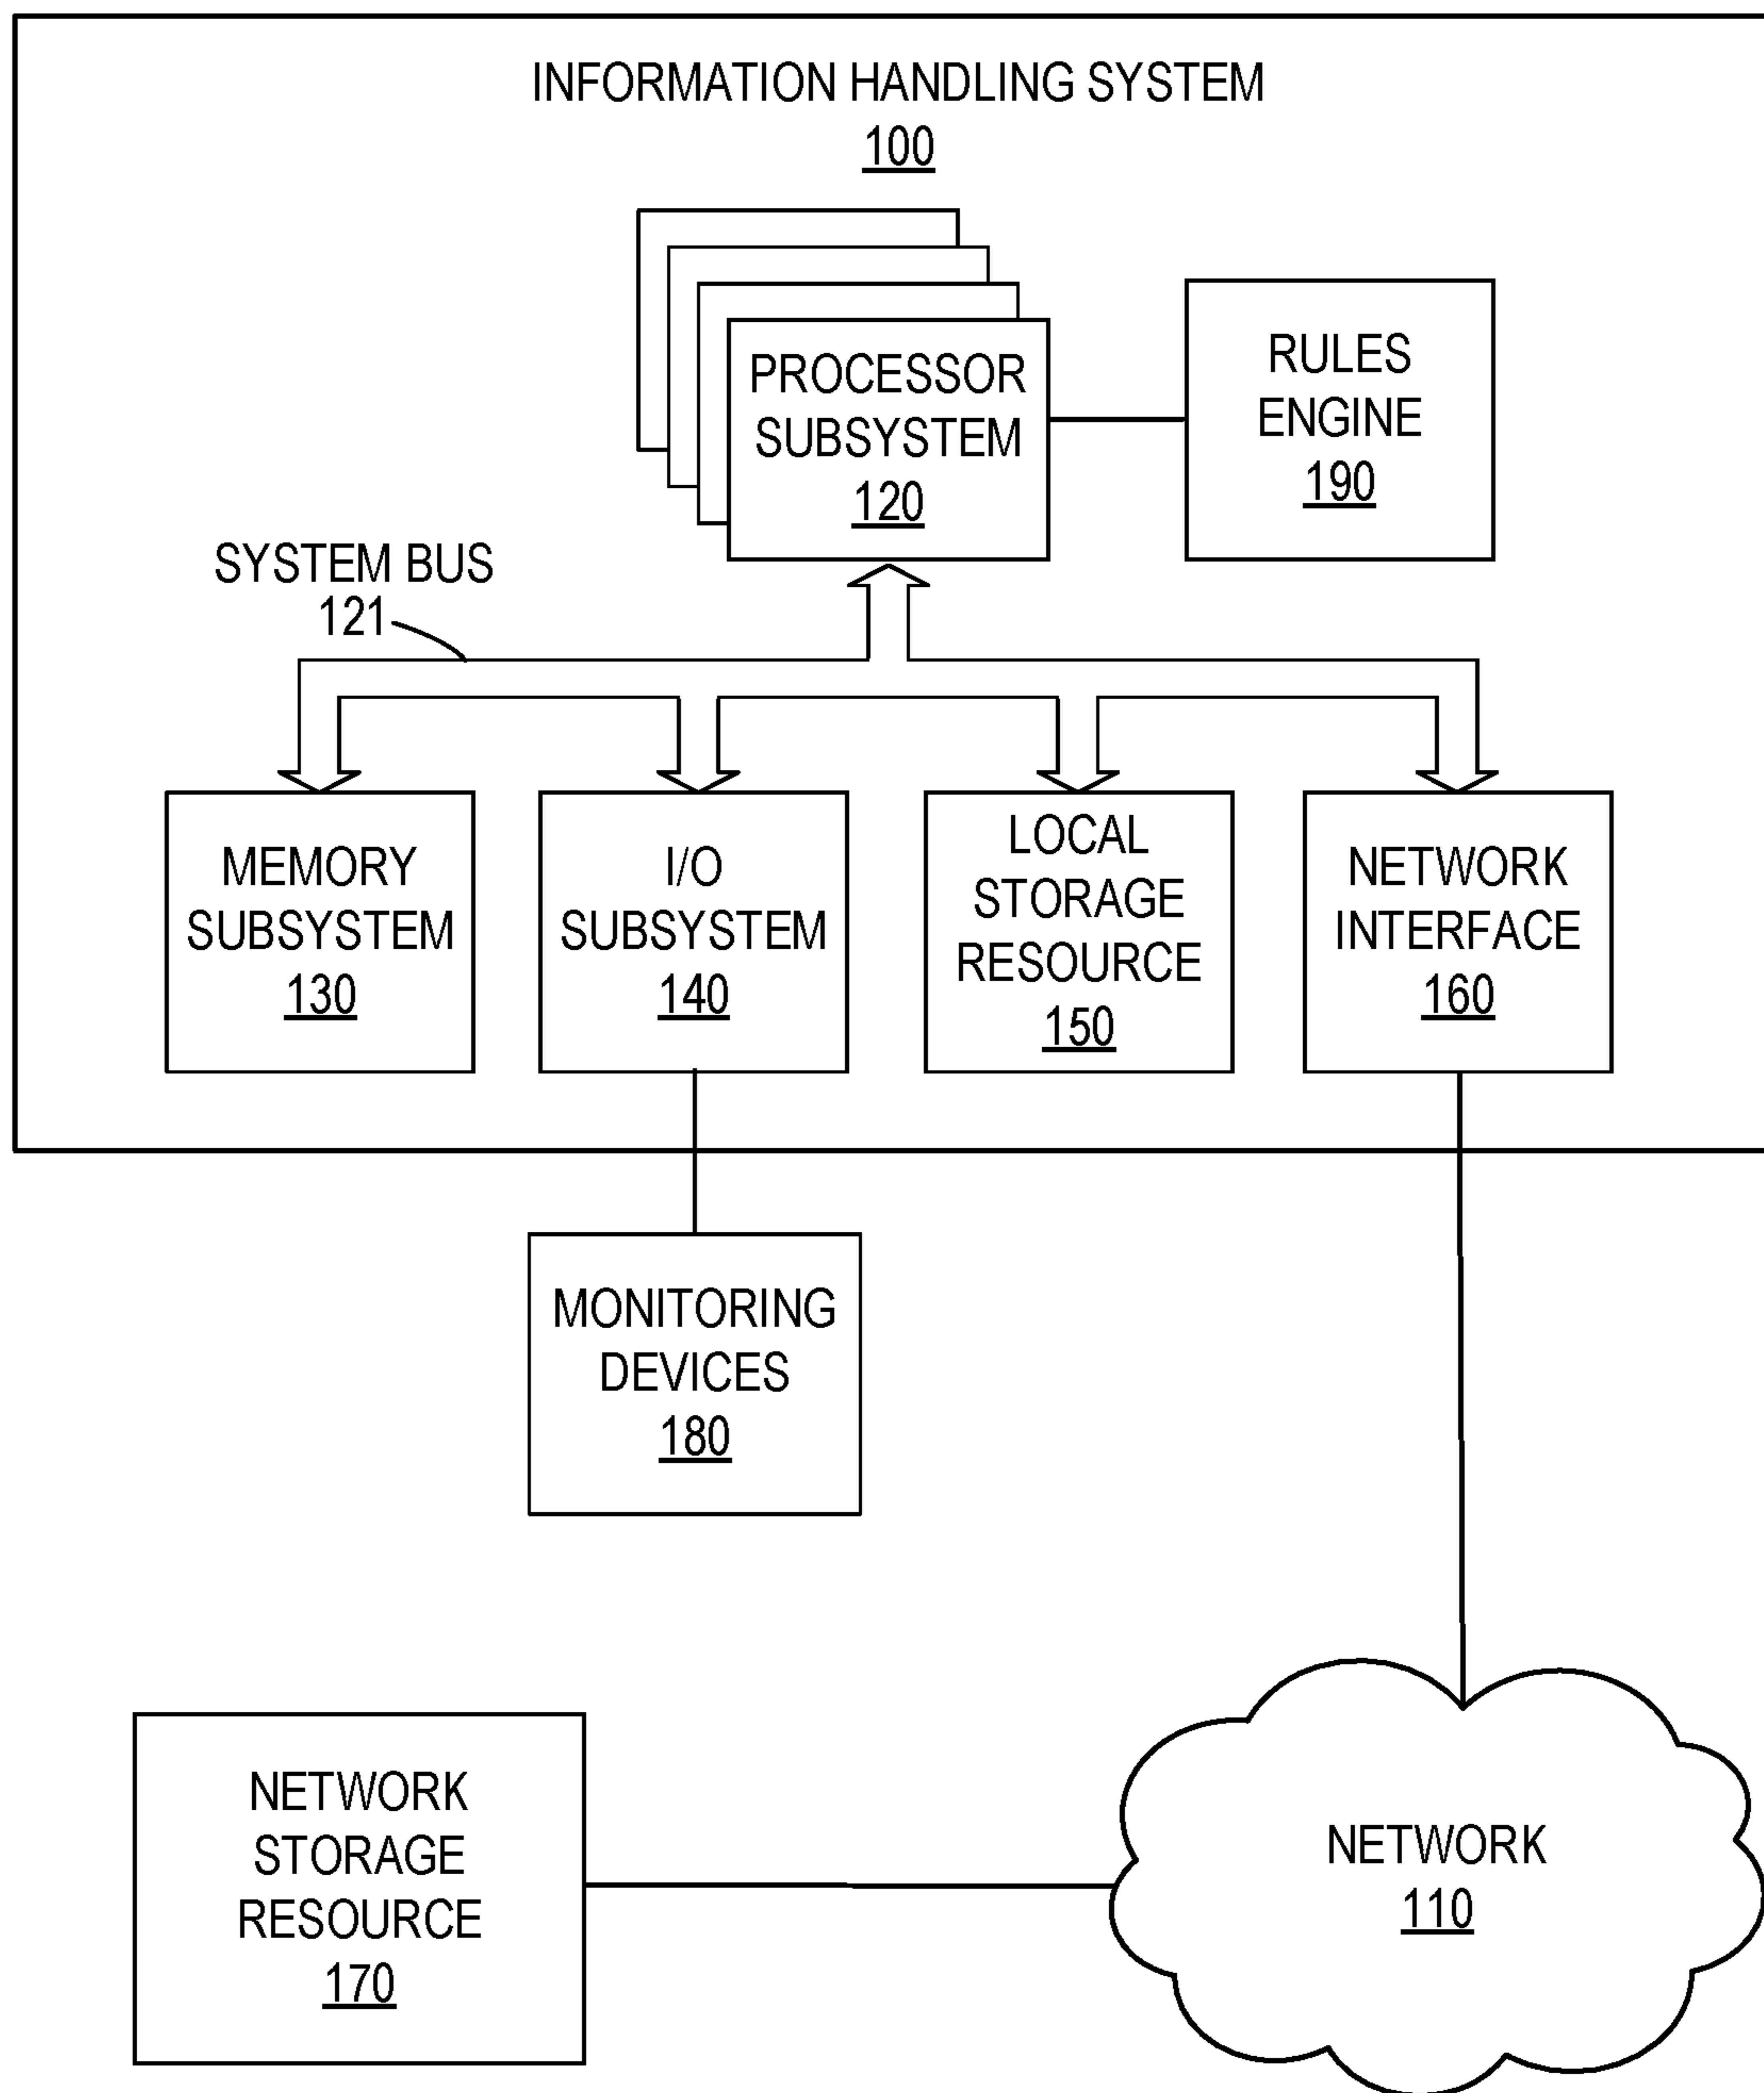 INFORMATION HANDLING SYSTEM
100
PROCESSOR
SUBSYSTEM
120
RULES
ENGINE
190
SYSTEM BUS
121
MEMORY
SUBSYSTEM
130
I/O
SUBSYSTEM
140
LOCAL
STORAGE
RESOURCE
150
NETWORK
INTERFACE
160
MONITORING
DEVICES
180
NETWORK
STORAGE
RESOURCE
170
NETWORK
110